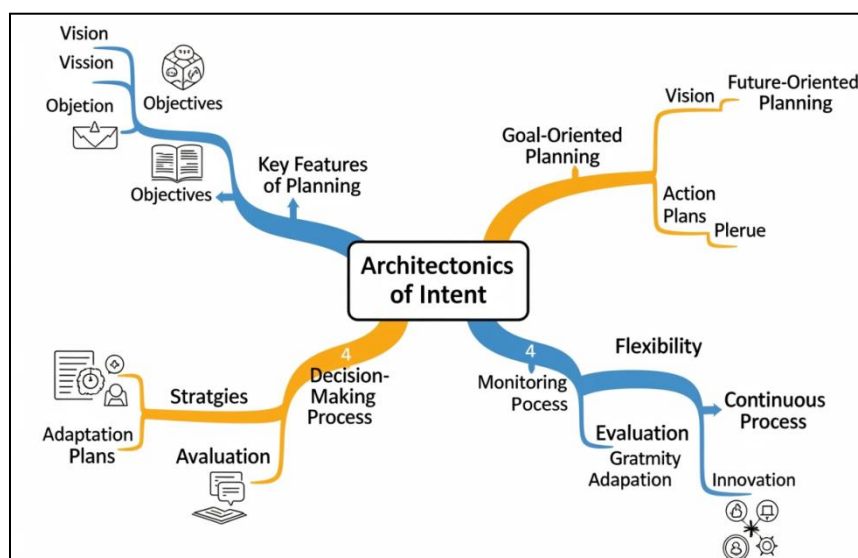 Vision
Vission
Objetion
Objectives
Objectives
Key Features
of Planning
Goal-Oriented
Planning
Vision
Future-Oriented
Planning
Action
Plans
Plerue
Architectonics
of Intent
4
Decision-
Making
Process
Stratgies
Adaptation
Plans
Avaluation
4
Monitoring
Pocess
Flexibility
Continuous
Process
Evaluation
Gratmity
Adapation
Innovation